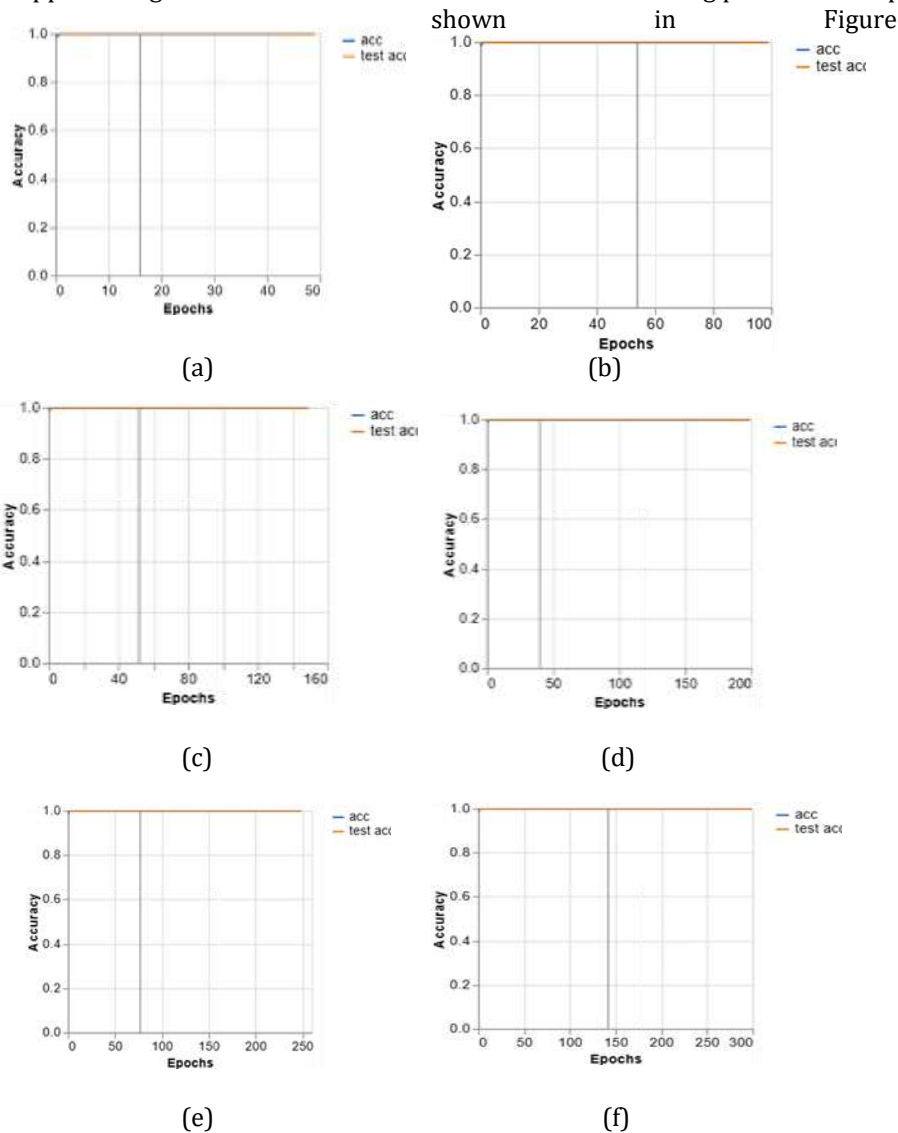 shown in Figure
1.0
0.8
0.6
0.4
0.2
0.0
Accuracy
0 10 20 30 40 50
Epochs
acc
test acc
(a)
1.0
0.8
0.6
0.4
0.2
0.0
Accuracy
0 20 40 60 80 100
Epochs
acc
test acc
(b)
1.0
0.8
0.6
0.4
0.2
0.0
Accuracy
0 40 80 120 160
Epochs
acc
test acc
(c)
1.0
0.8
0.6
0.4
0.2
0.0
Accuracy
0 50 100 150 200
Epochs
acc
test acc
(d)
1.0
0.8
0.6
0.4
0.2
0.0
Accuracy
0 50 100 150 200 250
Epochs
acc
test acc
(e)
1.0
0.8
0.6
0.4
0.2
0.0
Accuracy
0 50 100 150 200 250 300
Epochs
acc
test acc
(f)